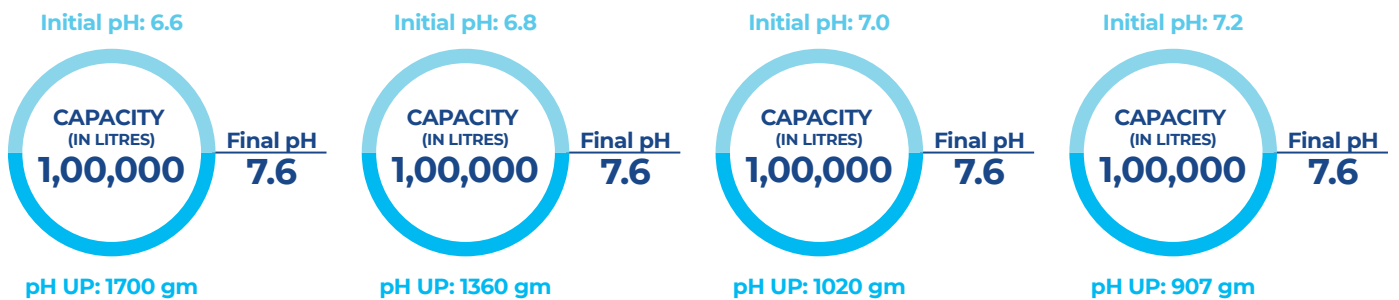 Initial pH: 6.6
CAPACITY
(IN LITRES)
1,00,000
Final pH
7.6
pH UP: 1700 gm
Initial pH: 6.8
CAPACITY
(IN LITRES)
1,00,000
Final pH
7.6
pH UP: 1360 gm
Initial pH: 7.0
CAPACITY
(IN LITRES)
1,00,000
Final pH
7.6
pH UP: 1020 gm
Initial pH: 7.2
CAPACITY
(IN LITRES)
1,00,000
Final pH
7.6
pH UP: 907 gm